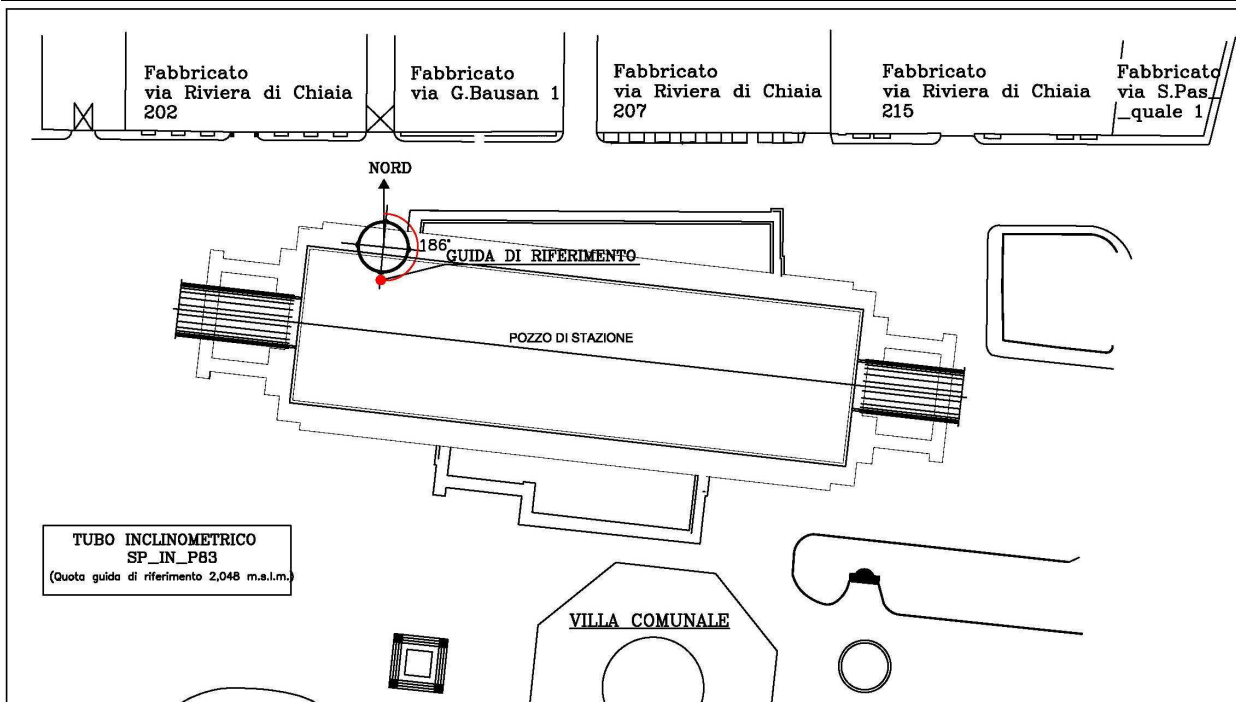 Fabbricato
via Riviera di Chiaia
202
Fabbricato
via G.Bausan 1
Fabbricato
via Riviera di Chiaia
207
Fabbricato
via Riviera di Chiaia
215
Fabbricato
via S.Pas_
_quale 1
NORD
186°
GUIDA DI RIFERIMENTO
POZZO DI STAZIONE
TUBO INCLINOMETRICO
SP_IN_P83
(Quota guida di riferimento 2,048 m.s.l.m.)
VILLA COMUNALE